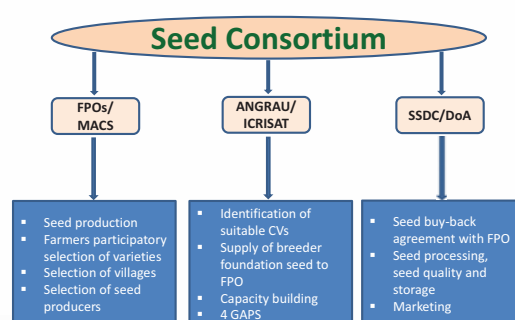 Seed Consortium
FPOs/
MACS
ANGRAU/
ICRISAT
SSDC/DoA
▪ Seed production
▪ Farmers participatory
selection of varieties
▪ Selection of villages
▪ Selection of seed
producers
▪ Identification of
suitable CVs
▪ Supply of breeder
foundation seed to
FPO
▪ Capacity building
▪ 4 GAPS
▪ Seed buy-back
agreement with FPO
▪ Seed processing,
seed quality and
storage
▪ Marketing